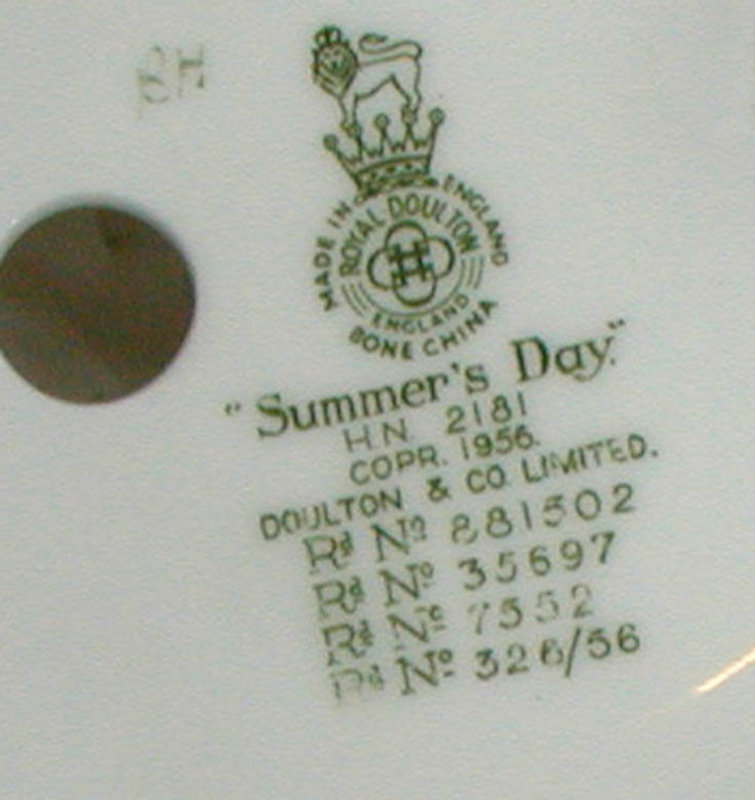 MADE IN ENGLAND
ROYAL DOULTON
ENGLAND
BONE CHINA
"Summer's Day."
H.N. 2181
COPR. 1956.
DOULTON & CO. LIMITED.
Rd No 881502
Rd No 35697
Rd No 7552
Rd No 326/56